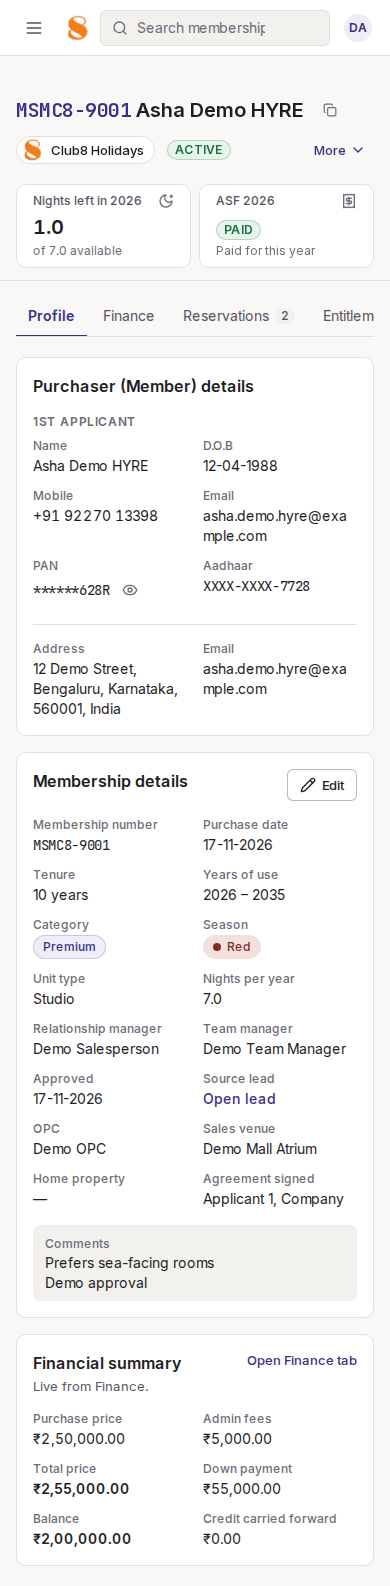 Search membership
DA
MSMC8-9001 Asha Demo HYRE
Club8 Holidays
ACTIVE
More
Nights left in 2026
1.0
of 7.0 available
ASF 2026
PAID
Paid for this year
Profile
Finance
Reservations 2
Entitlem
Purchaser (Member) details
1ST APPLICANT
Name
D.O.B
Asha Demo HYRE
12-04-1988
Mobile
Email
+91 92270 13398
asha.demo.hyre@exa
mple.com
PAN
Aadhaar
******628R
XXXX-XXXX-7728
Address
Email
12 Demo Street,
Bengaluru, Karnataka,
560001, India
asha.demo.hyre@exa
mple.com
Membership details
Edit
Membership number
Purchase date
MSMC8-9001
17-11-2026
Tenure
Years of use
10 years
2026 – 2035
Category
Season
Premium
Red
Unit type
Nights per year
Studio
7.0
Relationship manager
Team manager
Demo Salesperson
Demo Team Manager
Approved
Source lead
17-11-2026
Open lead
OPC
Sales venue
Demo OPC
Demo Mall Atrium
Home property
Agreement signed
—
Applicant 1, Company
Comments
Prefers sea-facing rooms
Demo approval
Financial summary
Open Finance tab
Live from Finance.
Purchase price
Admin fees
₹2,50,000.00
₹5,000.00
Total price
Down payment
₹2,55,000.00
₹55,000.00
Balance
Credit carried forward
₹2,00,000.00
₹0.00